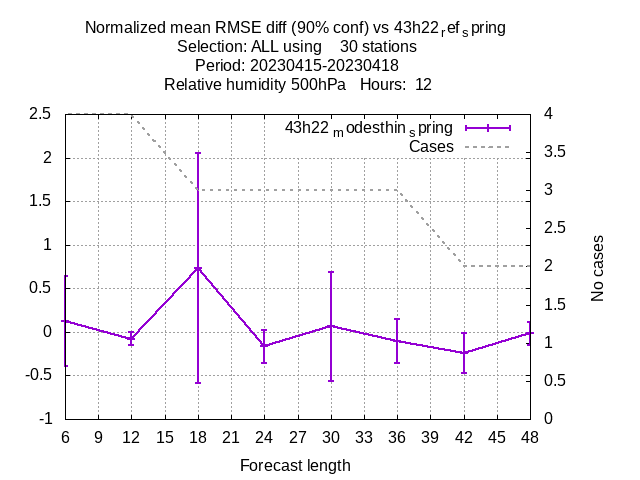 Normalized mean RMSE diff (90% conf) vs 43h22refspring
Selection: ALL using 30 stations
Period: 20230415-20230418
Relative humidity 500hPa Hours: 12
43h22modesthinspring
Cases
2.5
2
1.5
1
0.5
0
-0.5
-1
4
3.5
3
2.5
2
1.5
1
0.5
0
No cases
6 9 12 15 18 21 24 27 30 33 36 39 42 45 48
Forecast length